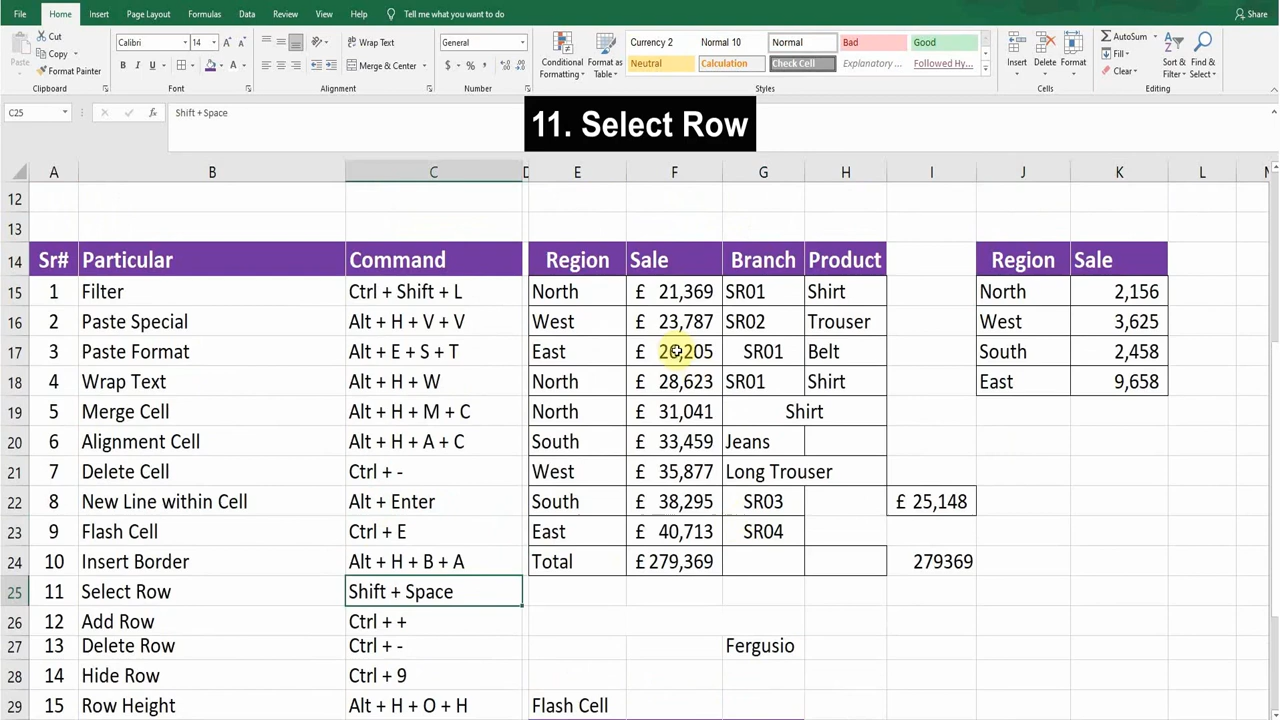 File Home Insert Page Layout Formulas Data Review View Help Tell me what you want to do Share
Paste Cut Copy Format Painter Clipboard
Calibri 14 A A B I U A Font
Wrap Text Merge & Center Alignment
General $ % Number
Conditional Formatting Format as Table Currency 2 Normal 10 Normal Bad Good
Neutral Calculation Check Cell Explanatory ... Followed Hy... Styles
Insert Delete Format Cells
AutoSum Fill Clear Sort & Filter Find & Select Editing
C25 fx Shift + Space
11. Select Row
A B C D E F G H I J K L M
12
13
14 Sr# Particular Command Region Sale Branch Product Region Sale
15 1 Filter Ctrl + Shift + L North £ 21,369 SR01 Shirt North 2,156
16 2 Paste Special Alt + H + V + V West £ 23,787 SR02 Trouser West 3,625
17 3 Paste Format Alt + E + S + T East £ 26,205 SR01 Belt South 2,458
18 4 Wrap Text Alt + H + W North £ 28,623 SR01 Shirt East 9,658
19 5 Merge Cell Alt + H + M + C North £ 31,041 Shirt
20 6 Alignment Cell Alt + H + A + C South £ 33,459 Jeans
21 7 Delete Cell Ctrl + - West £ 35,877 Long Trouser
22 8 New Line within Cell Alt + Enter South £ 38,295 SR03 £ 25,148
23 9 Flash Cell Ctrl + E East £ 40,713 SR04
24 10 Insert Border Alt + H + B + A Total £ 279,369 279369
25 11 Select Row Shift + Space
26 12 Add Row Ctrl + +
27 13 Delete Row Ctrl + - Fergusio
28 14 Hide Row Ctrl + 9
29 15 Row Height Alt + H + O + H Flash Cell